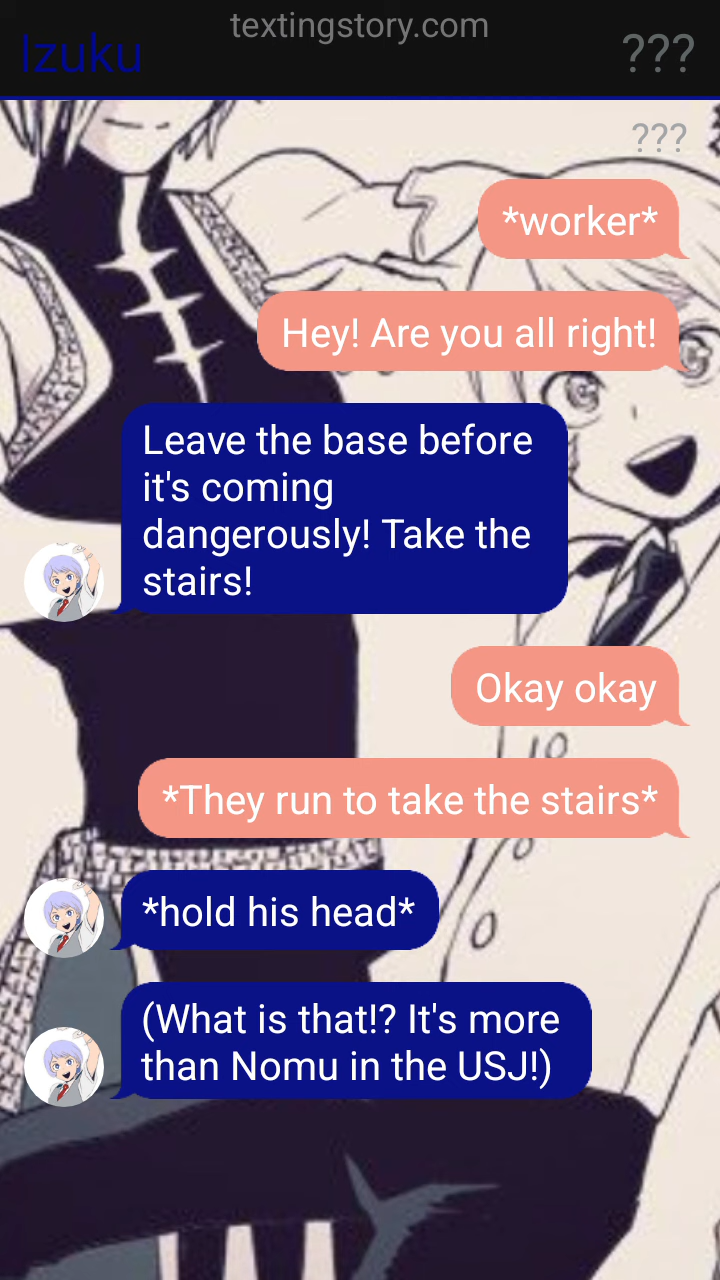 textingstory.com
Izuku
???
???
*worker*
Hey! Are you all right!
Leave the base before
it's coming
dangerously! Take the
stairs!
Okay okay
*They run to take the stairs*
*hold his head*
(What is that!? It's more
than Nomu in the USJ!)